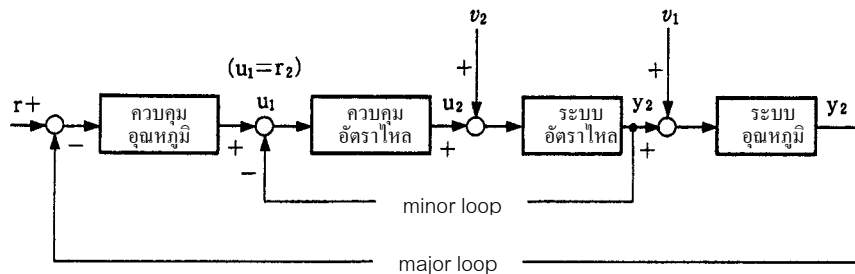 v₂
v₁
+
+
(u₁=r₂)
r+
ควบคุม
อุณหภูมิ
u₁
ควบคุม
อัตราไหล
u₂
ระบบ
อัตราไหล
y₂
ระบบ
อุณหภูมิ
y₂
−
+
−
+
+
minor loop
major loop